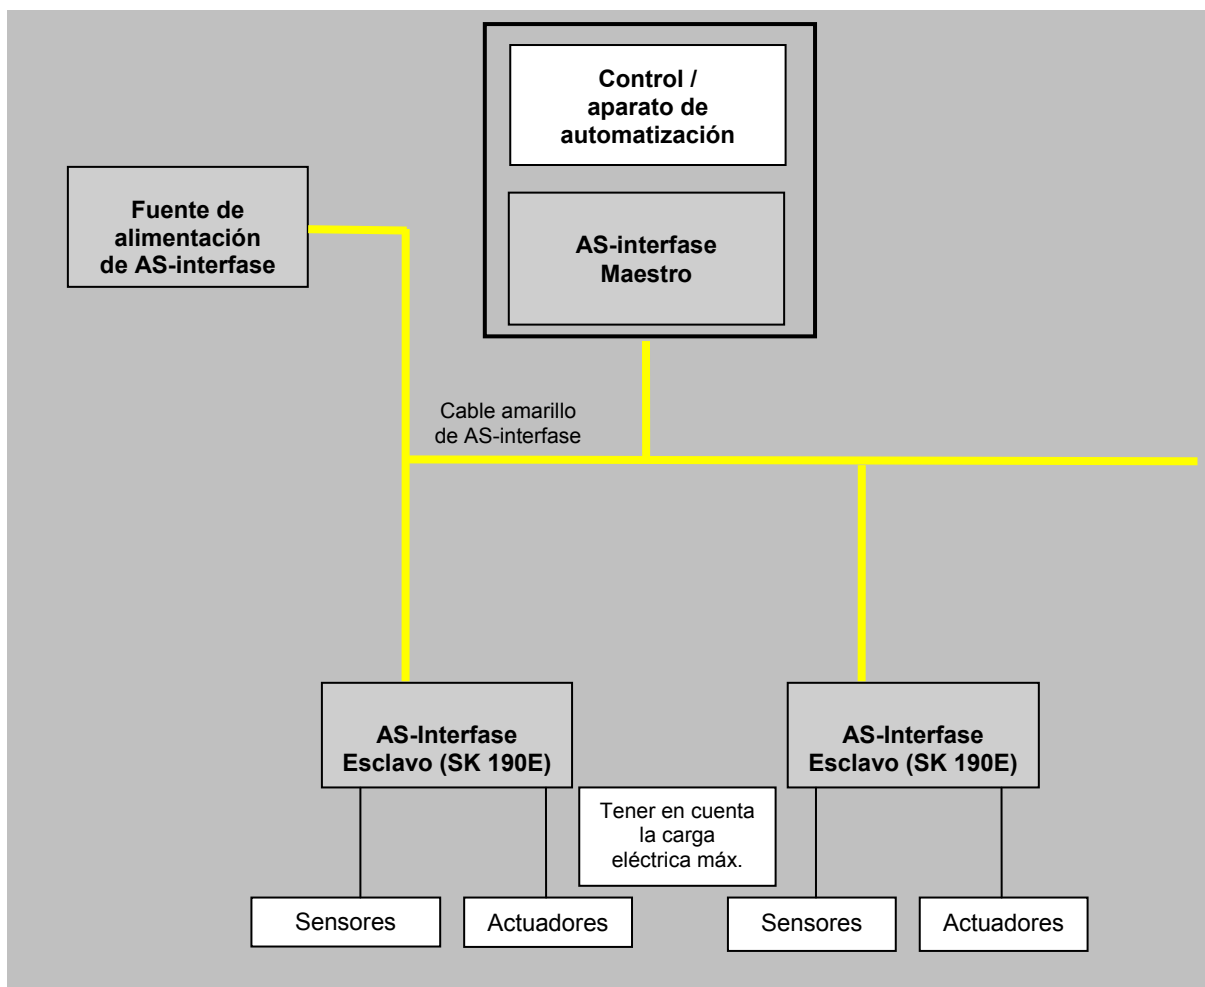 Control /
aparato de
automatización
Fuente de
alimentación
de AS-interfase
AS-interfase
Maestro
Cable amarillo
de AS-interfase
AS-Interfase
Esclavo (SK 190E)
AS-Interfase
Esclavo (SK 190E)
Tener en cuenta
la carga
eléctrica máx.
Sensores
Actuadores
Sensores
Actuadores